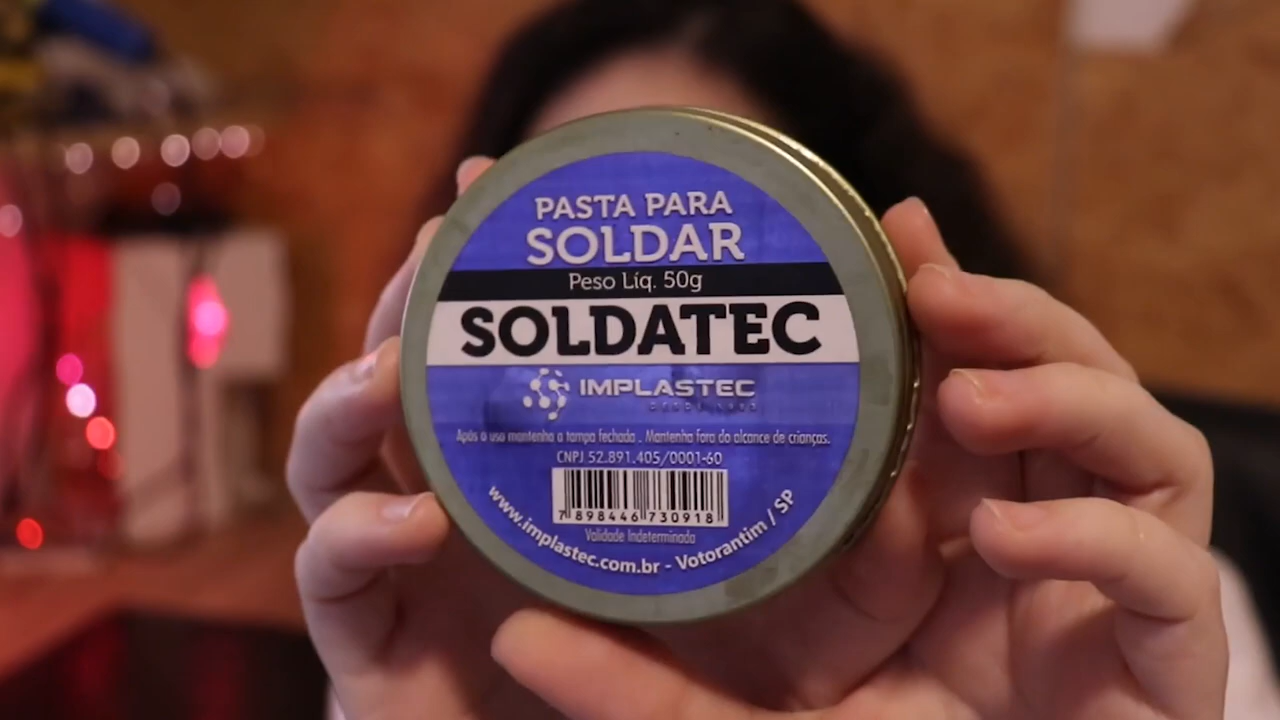 PASTA PARA
SOLDAR
Peso Líq. 50g
SOLDATEC
IMPLASTEC
Após o uso mantenha a tampa fechada . Mantenha fora do alcance de crianças.
CNPJ 52.891.405/0001-60
7 898446 730918
Validade Indeterminada
www.implastec.com.br - Votorantim / SP